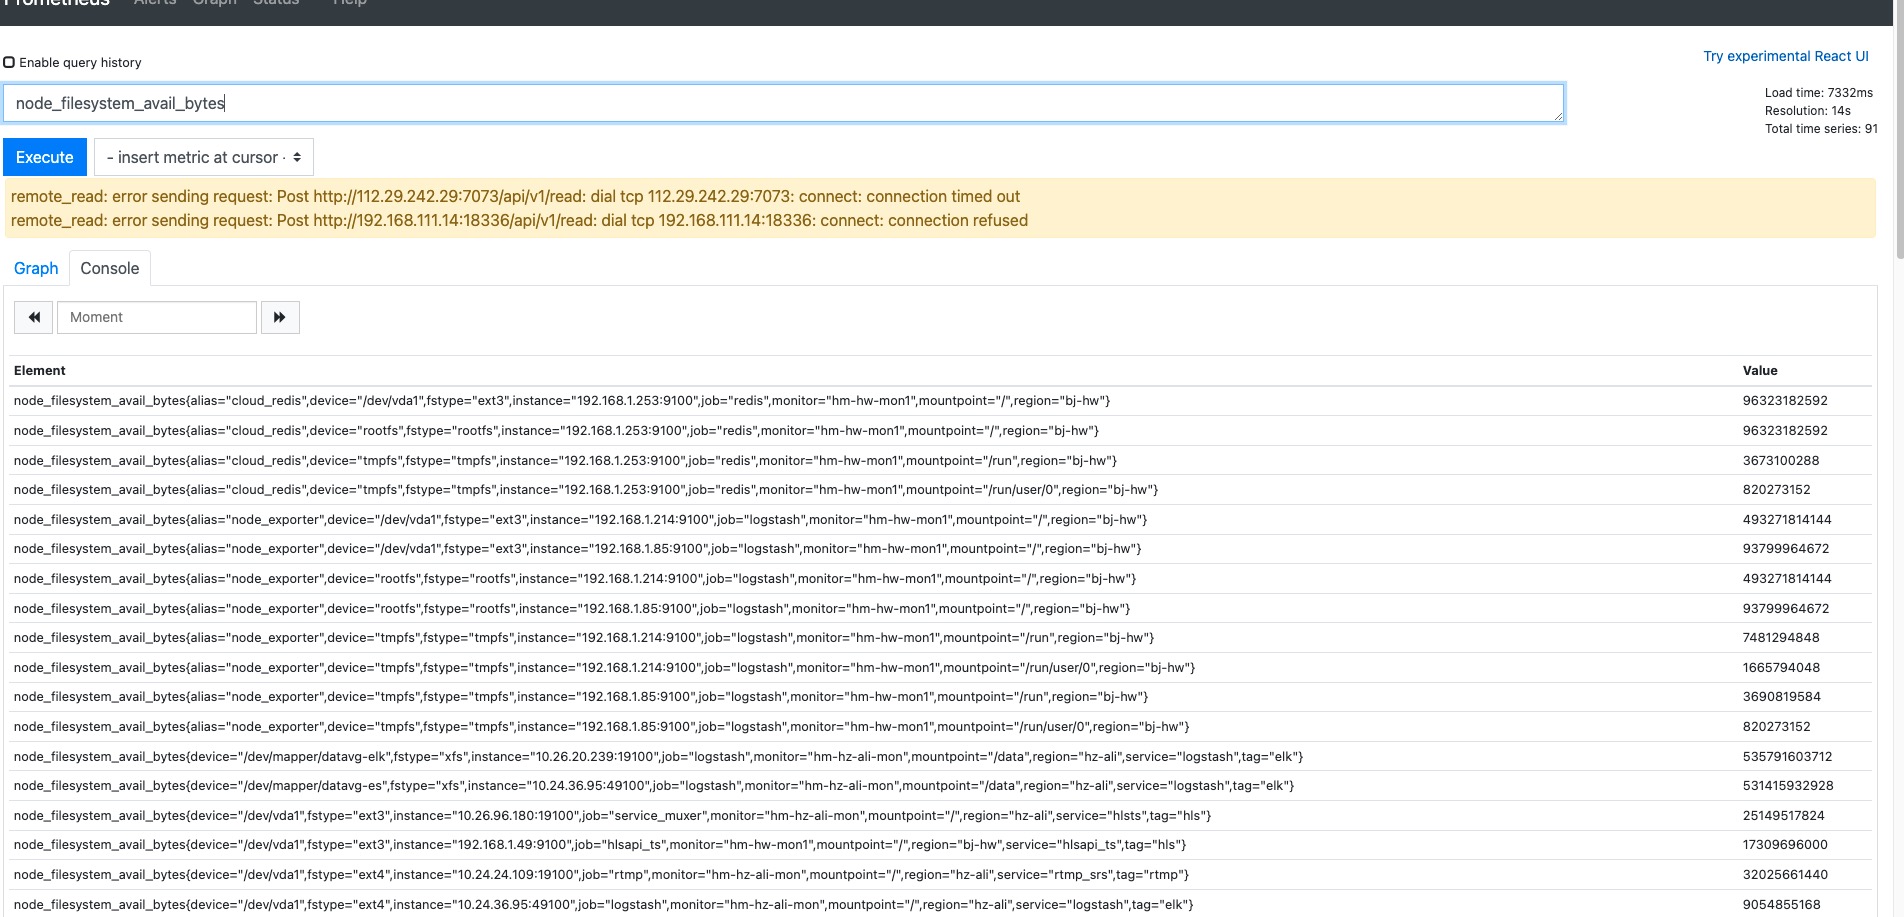 Prometheus Alerts Graph Status Help
Enable query history
Try experimental React UI
node_filesystem_avail_bytes
Load time: 7332ms
Resolution: 14s
Total time series: 91
Execute
- insert metric at cursor -
remote_read: error sending request: Post http://112.29.242.29:7073/api/v1/read: dial tcp 112.29.242.29:7073: connect: connection timed out
remote_read: error sending request: Post http://192.168.111.14:18336/api/v1/read: dial tcp 192.168.111.14:18336: connect: connection refused
Graph Console
Moment
Element Value
node_filesystem_avail_bytes{alias="cloud_redis",device="/dev/vda1",fstype="ext3",instance="192.168.1.253:9100",job="redis",monitor="hm-hw-mon1",mountpoint="/",region="bj-hw"} 96323182592
node_filesystem_avail_bytes{alias="cloud_redis",device="rootfs",fstype="rootfs",instance="192.168.1.253:9100",job="redis",monitor="hm-hw-mon1",mountpoint="/",region="bj-hw"} 96323182592
node_filesystem_avail_bytes{alias="cloud_redis",device="tmpfs",fstype="tmpfs",instance="192.168.1.253:9100",job="redis",monitor="hm-hw-mon1",mountpoint="/run",region="bj-hw"} 3673100288
node_filesystem_avail_bytes{alias="cloud_redis",device="tmpfs",fstype="tmpfs",instance="192.168.1.253:9100",job="redis",monitor="hm-hw-mon1",mountpoint="/run/user/0",region="bj-hw"} 820273152
node_filesystem_avail_bytes{alias="node_exporter",device="/dev/vda1",fstype="ext3",instance="192.168.1.214:9100",job="logstash",monitor="hm-hw-mon1",mountpoint="/",region="bj-hw"} 493271814144
node_filesystem_avail_bytes{alias="node_exporter",device="/dev/vda1",fstype="ext3",instance="192.168.1.85:9100",job="logstash",monitor="hm-hw-mon1",mountpoint="/",region="bj-hw"} 93799964672
node_filesystem_avail_bytes{alias="node_exporter",device="rootfs",fstype="rootfs",instance="192.168.1.214:9100",job="logstash",monitor="hm-hw-mon1",mountpoint="/",region="bj-hw"} 493271814144
node_filesystem_avail_bytes{alias="node_exporter",device="rootfs",fstype="rootfs",instance="192.168.1.85:9100",job="logstash",monitor="hm-hw-mon1",mountpoint="/",region="bj-hw"} 93799964672
node_filesystem_avail_bytes{alias="node_exporter",device="tmpfs",fstype="tmpfs",instance="192.168.1.214:9100",job="logstash",monitor="hm-hw-mon1",mountpoint="/run",region="bj-hw"} 7481294848
node_filesystem_avail_bytes{alias="node_exporter",device="tmpfs",fstype="tmpfs",instance="192.168.1.214:9100",job="logstash",monitor="hm-hw-mon1",mountpoint="/run/user/0",region="bj-hw"} 1665794048
node_filesystem_avail_bytes{alias="node_exporter",device="tmpfs",fstype="tmpfs",instance="192.168.1.85:9100",job="logstash",monitor="hm-hw-mon1",mountpoint="/run",region="bj-hw"} 3690819584
node_filesystem_avail_bytes{alias="node_exporter",device="tmpfs",fstype="tmpfs",instance="192.168.1.85:9100",job="logstash",monitor="hm-hw-mon1",mountpoint="/run/user/0",region="bj-hw"} 820273152
node_filesystem_avail_bytes{device="/dev/mapper/datavg-elk",fstype="xfs",instance="10.26.20.239:19100",job="logstash",monitor="hm-hz-ali-mon",mountpoint="/data",region="hz-ali",service="logstash",tag="elk"} 535791603712
node_filesystem_avail_bytes{device="/dev/mapper/datavg-es",fstype="xfs",instance="10.24.36.95:49100",job="logstash",monitor="hm-hz-ali-mon",mountpoint="/data",region="hz-ali",service="logstash",tag="elk"} 531415932928
node_filesystem_avail_bytes{device="/dev/vda1",fstype="ext3",instance="10.26.96.180:19100",job="service_muxer",monitor="hm-hz-ali-mon",mountpoint="/",region="hz-ali",service="hlsts",tag="hls"} 25149517824
node_filesystem_avail_bytes{device="/dev/vda1",fstype="ext3",instance="192.168.1.49:9100",job="hlsapi_ts",monitor="hm-hw-mon1",mountpoint="/",region="bj-hw",service="hlsapi_ts",tag="hls"} 17309696000
node_filesystem_avail_bytes{device="/dev/vda1",fstype="ext4",instance="10.24.24.109:19100",job="rtmp",monitor="hm-hz-ali-mon",mountpoint="/",region="hz-ali",service="rtmp_srs",tag="rtmp"} 32025661440
node_filesystem_avail_bytes{device="/dev/vda1",fstype="ext4",instance="10.24.36.95:49100",job="logstash",monitor="hm-hz-ali-mon",mountpoint="/",region="hz-ali",service="logstash",tag="elk"} 9054855168